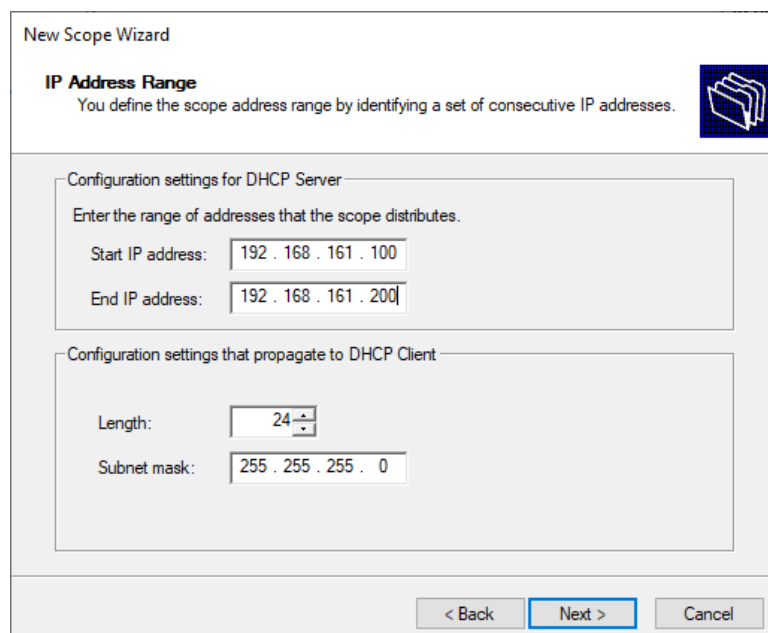 New Scope Wizard
IP Address Range
You define the scope address range by identifying a set of consecutive IP addresses.
Configuration settings for DHCP Server
Enter the range of addresses that the scope distributes.
Start IP address: 192 . 168 . 161 . 100
End IP address: 192 . 168 . 161 . 200
Configuration settings that propagate to DHCP Client
Length: 24
Subnet mask: 255 . 255 . 255 . 0
< Back Next > Cancel